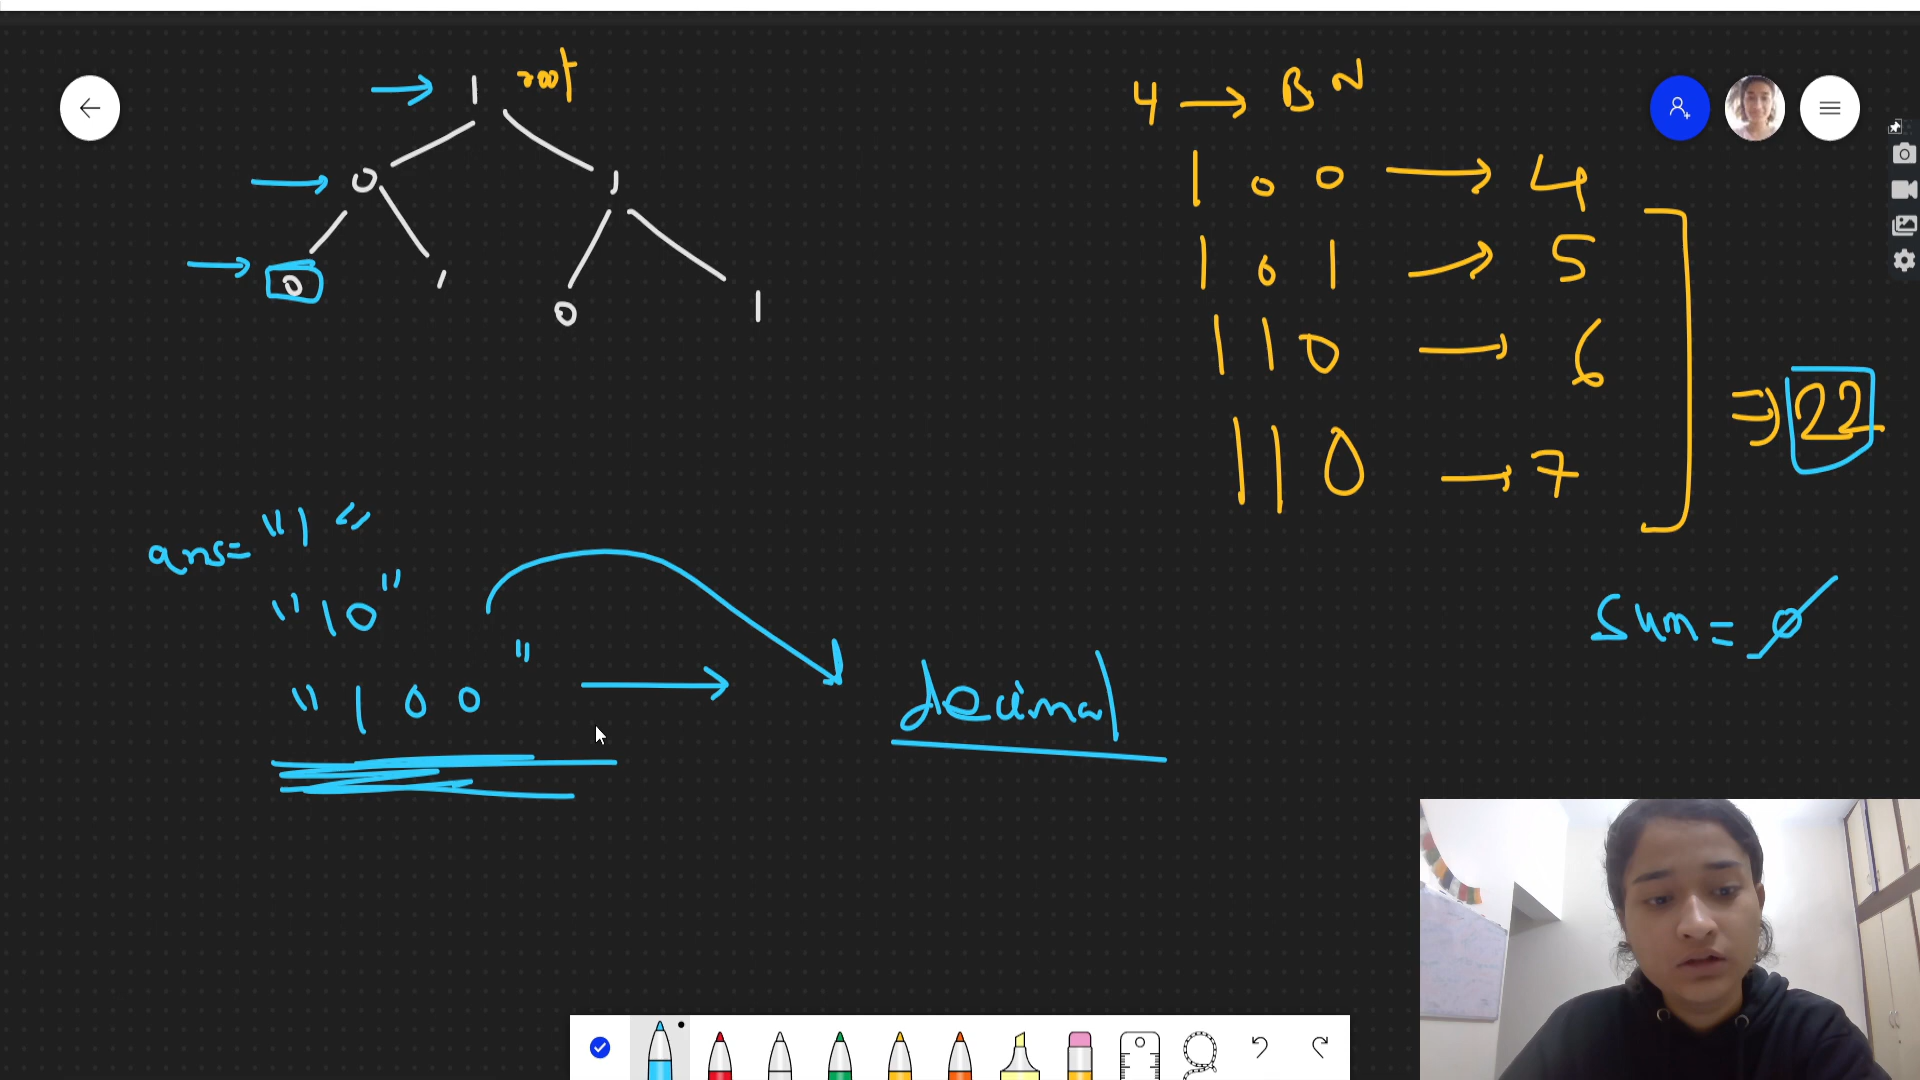 1 root
0 1
0 1 0 1
4 → B N
1 0 0 → 4
1 0 1 → 5
1 1 0 → 6
1 1 0 → 7
⇒ 22
ans= "1"
"10"
"100" → decimal
Sum = 0